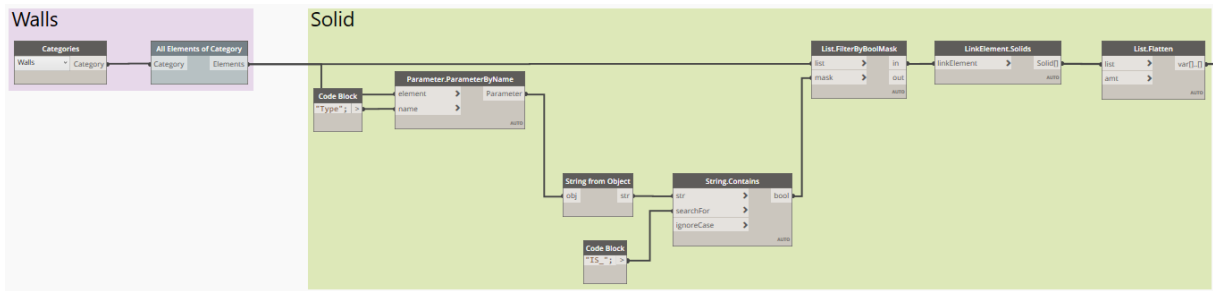 Walls
Solid
Categories
Walls
Category
All Elements of Category
Category
Elements
Code Block
"Type";
>
Parameter.ParameterByName
element
>
Parameter
name
>
AUTO
String from Object
obj
str
Code Block
"IS_";
>
String.Contains
str
>
bool
searchFor
>
ignoreCase
>
AUTO
List.FilterByBoolMask
list
>
in
mask
>
out
AUTO
LinkElement.Solids
linkElement
>
Solid[]
AUTO
List.Flatten
list
>
var[]..[]
amt
>
AUTO